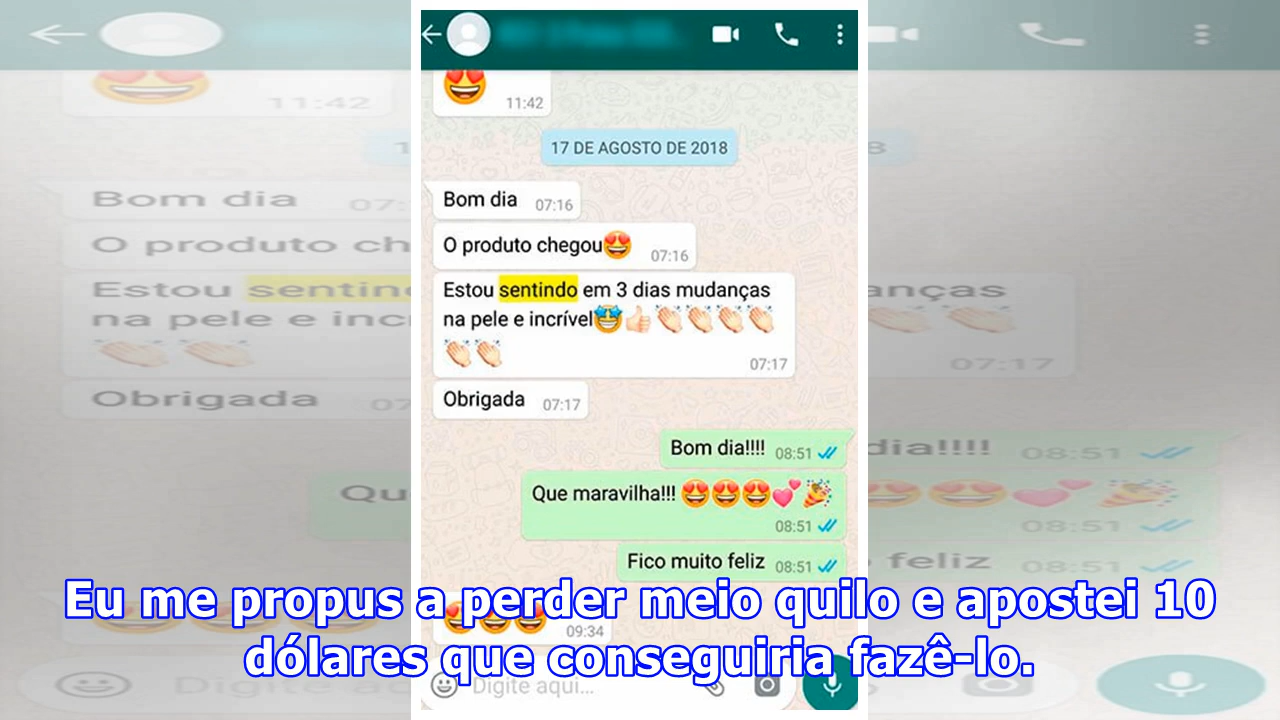 11:42
17 DE AGOSTO DE 2018
Bom dia 07:16
O produto chegou😍 07:16
Estou sentindo em 3 dias mudanças
na pele e incrível🤩👍🏻👏🏻👏🏻👏🏻👏🏻
👏🏻👏🏻 07:17
Obrigada 07:17
Bom dia!!!! 08:51
Que maravilha!!! 😍😍😍💕🎉
08:51
Fico muito feliz 08:51
09:34
Eu me propus a perder meio quilo e apostei 10
dólares que conseguiria fazê-lo.
Digite aqui...